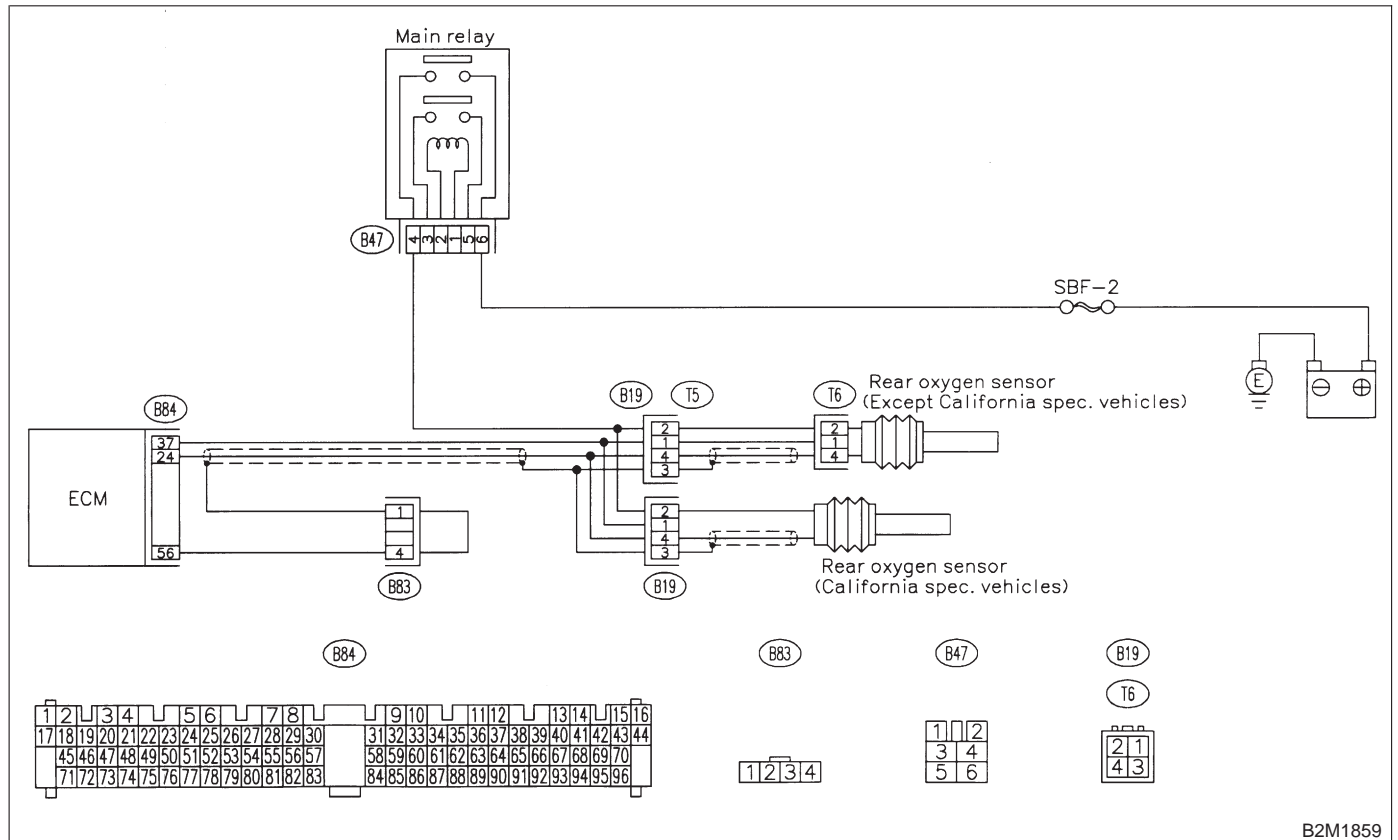 Main relay
B47
4 3 2 1 5 6
SBF-2
E
⊖ ⊕
B84
B19 T5 T6
Rear oxygen sensor
(Except California spec. vehicles)
37
24
56
ECM
2
1
4
3
2
1
4
1
4
B83
2
1
4
3
B19
Rear oxygen sensor
(California spec. vehicles)
B84
B83
B47
B19
T6
1 2 3 4 5 6 7 8 9 10 11 12 13 14 15 16
17 18 19 20 21 22 23 24 25 26 27 28 29 30 31 32 33 34 35 36 37 38 39 40 41 42 43 44
45 46 47 48 49 50 51 52 53 54 55 56 57 58 59 60 61 62 63 64 65 66 67 68 69 70
71 72 73 74 75 76 77 78 79 80 81 82 83 84 85 86 87 88 89 90 91 92 93 94 95 96
1 2 3 4
1 2
3 4
5 6
2 1
4 3
B2M1859